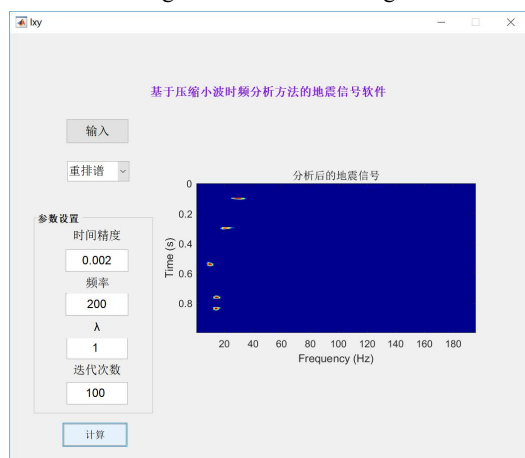 lxy
基于压缩小波时频分析方法的地震信号软件
输入
重排谱
参数设置
时间精度
0.002
频率
200
λ
1
迭代次数
100
计算
分析后的地震信号
0
0.2
0.4
0.6
0.8
Time (s)
20 40 60 80 100 120 140 160 180
Frequency (Hz)